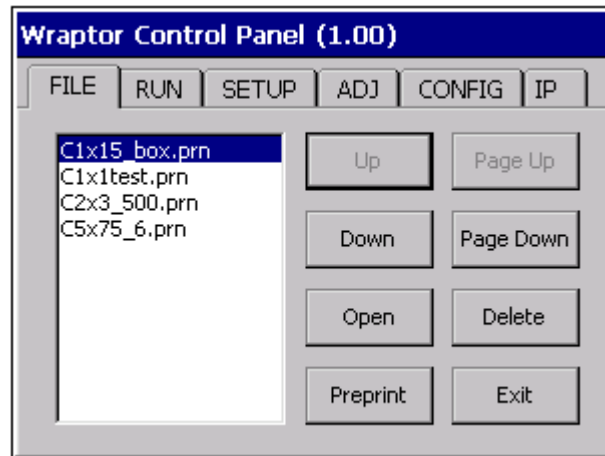 Wraptor Control Panel (1.00)
FILE RUN SETUP ADJ CONFIG IP
C1x15_box.prn
C1x1test.prn
C2x3_500.prn
C5x75_6.prn
Up Page Up
Down Page Down
Open Delete
Preprint Exit